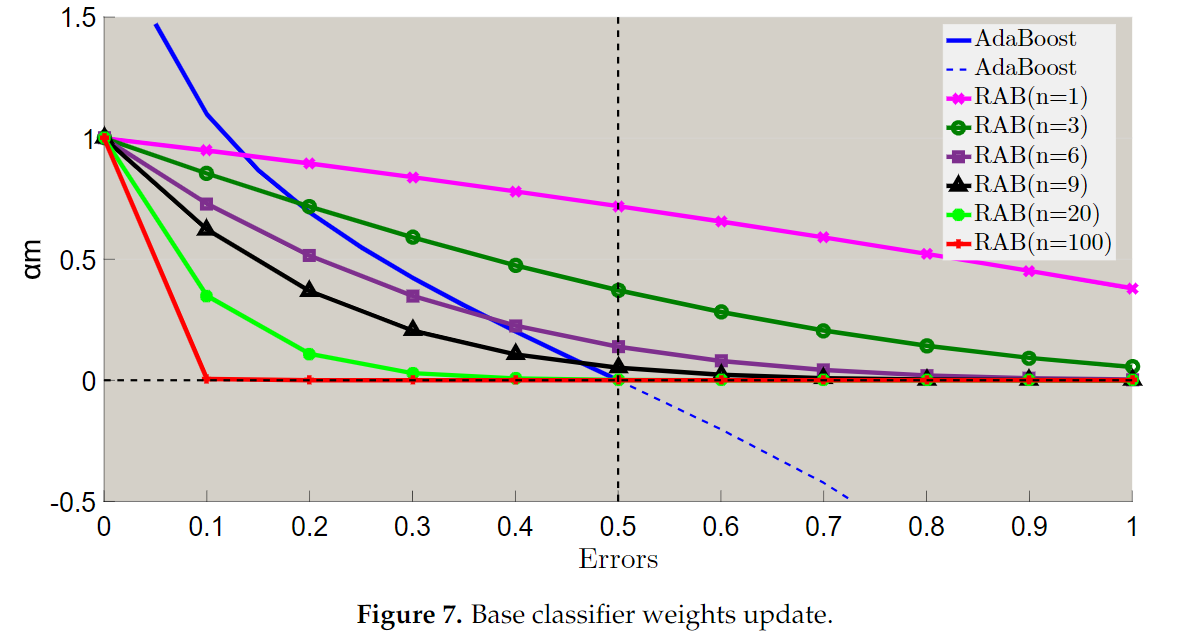 1.5
1
0.5
0
-0.5
αm
AdaBoost
AdaBoost
RAB(n=1)
RAB(n=3)
RAB(n=6)
RAB(n=9)
RAB(n=20)
RAB(n=100)
0 0.1 0.2 0.3 0.4 0.5 0.6 0.7 0.8 0.9 1
Errors
Figure 7. Base classifier weights update.